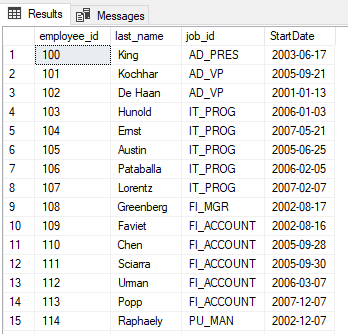 Results Messages
employee_id last_name job_id StartDate
1 100 King AD_PRES 2003-06-17
2 101 Kochhar AD_VP 2005-09-21
3 102 De Haan AD_VP 2001-01-13
4 103 Hunold IT_PROG 2006-01-03
5 104 Ernst IT_PROG 2007-05-21
6 105 Austin IT_PROG 2005-06-25
7 106 Pataballa IT_PROG 2006-02-05
8 107 Lorentz IT_PROG 2007-02-07
9 108 Greenberg FI_MGR 2002-08-17
10 109 Faviet FI_ACCOUNT 2002-08-16
11 110 Chen FI_ACCOUNT 2005-09-28
12 111 Sciarra FI_ACCOUNT 2005-09-30
13 112 Urman FI_ACCOUNT 2006-03-07
14 113 Popp FI_ACCOUNT 2007-12-07
15 114 Raphaely PU_MAN 2002-12-07